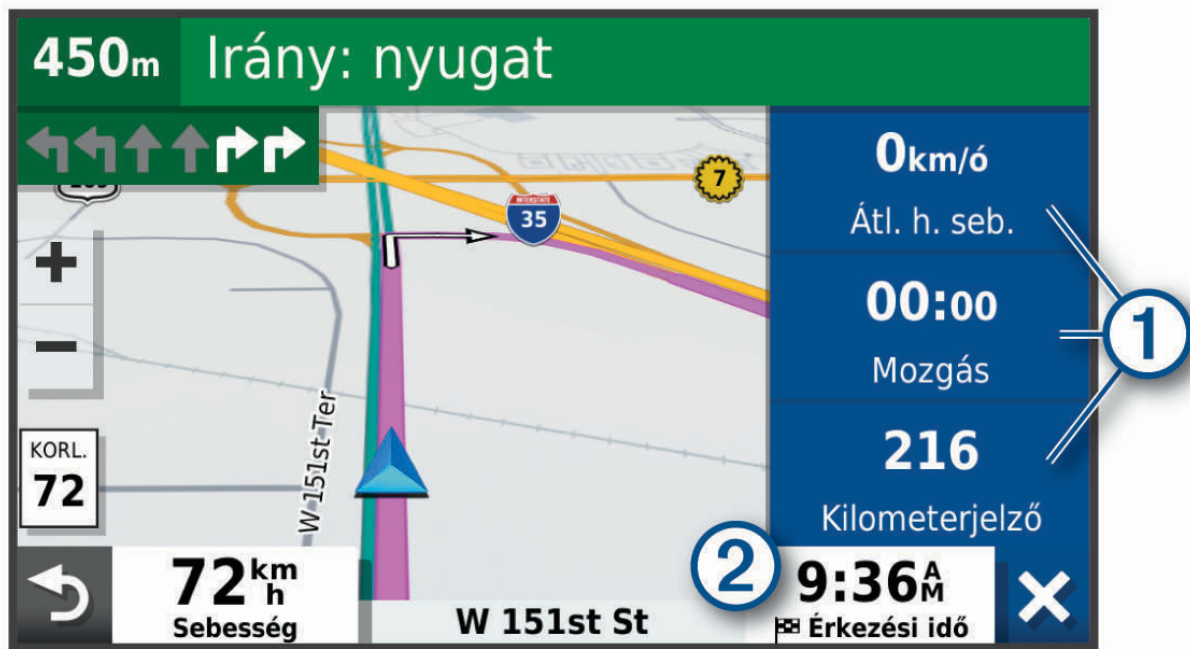 450m Irány: nyugat
0km/ó
Átl. h. seb.
7
INTERSTATE
35
00:00
Mozgás
1
KORL.
72
W 151st Ter
216
Kilometerjelző
2
72 km h
Sebesség
W 151st St
9:36 AM
Érkezési idő